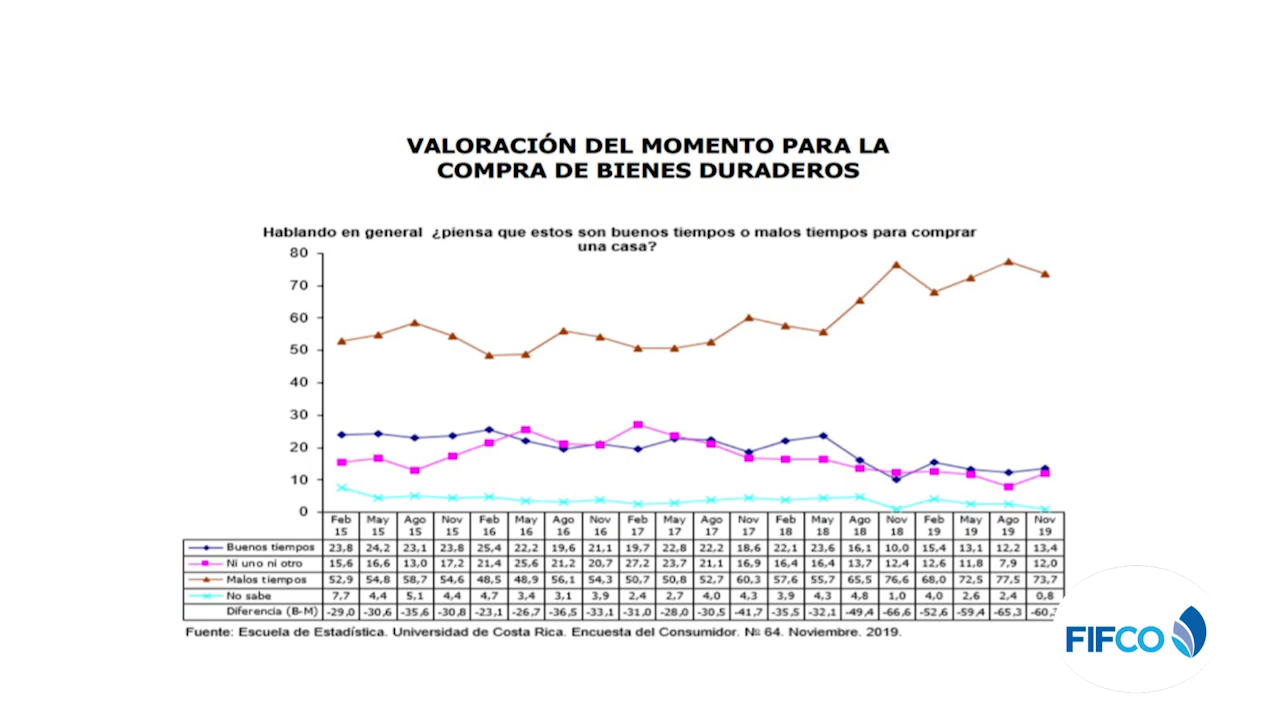 VALORACIÓN DEL MOMENTO PARA LA
COMPRA DE BIENES DURADEROS
Hablando en general ¿piensa que estos son buenos tiempos o malos tiempos para comprar
una casa?
80
70
60
50
40
30
20
10
0
Feb May Ago Nov Feb May Ago Nov Feb May Ago Nov Feb May Ago Nov Feb May Ago Nov
15 15 15 15 16 16 16 16 17 17 17 17 18 18 18 18 19 19 19 19
Buenos tiempos 23,8 24,2 23,1 23,8 25,4 22,2 19,6 21,1 19,7 22,8 22,2 18,6 22,1 23,6 16,1 10,0 15,4 13,1 12,2 13,4
Ni uno ni otro 15,6 16,6 13,0 17,2 21,4 25,6 21,2 20,7 27,2 23,7 21,1 16,9 16,4 16,4 13,7 12,4 12,6 11,8 7,9 12,0
Malos tiempos 52,9 54,8 58,7 54,6 48,5 48,9 56,1 54,3 50,7 50,8 52,7 60,3 57,6 55,7 65,5 76,6 68,0 72,5 77,5 73,7
No sabe 7,7 4,4 5,1 4,4 4,7 3,4 3,1 3,9 2,4 2,7 4,0 4,3 3,9 4,3 4,8 1,0 4,0 2,6 2,4 0,8
Diferencia (B-M) -29,0 -30,6 -35,6 -30,8 -23,1 -26,7 -36,5 -33,1 -31,0 -28,0 -30,5 -41,7 -35,5 -32,1 -49,4 -66,6 -52,6 -59,4 -65,3
Fuente: Escuela de Estadística. Universidad de Costa Rica. Encuesta del Consumidor. Nº 64. Noviembre. 2019.
FIFCO